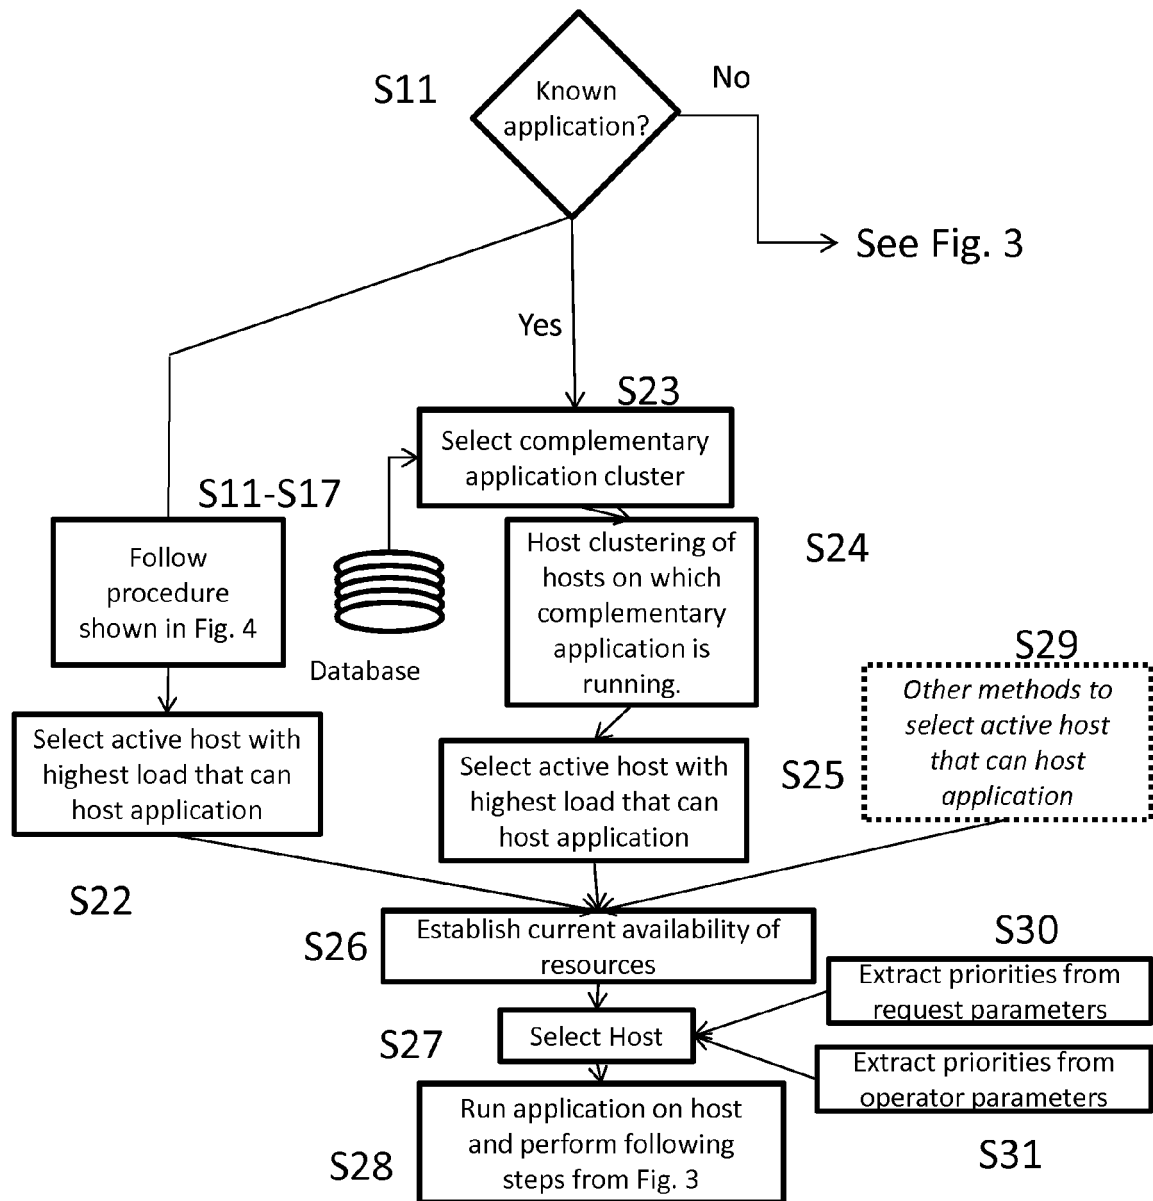 S11
Known
application?
No
See Fig. 3
Yes
S23
Select complementary
application cluster
S11-S17
Follow
procedure
shown in Fig. 4
Database
Host clustering of
hosts on which
complementary
application is
running.
S24
S29
Other methods to
select active host
that can host
application
Select active host with
highest load that can
host application
Select active host with
highest load that can
host application
S25
S22
S26
Establish current availability of
resources
S30
Extract priorities from
request parameters
S27
Select Host
Extract priorities from
operator parameters
S31
S28
Run application on host
and perform following
steps from Fig. 3